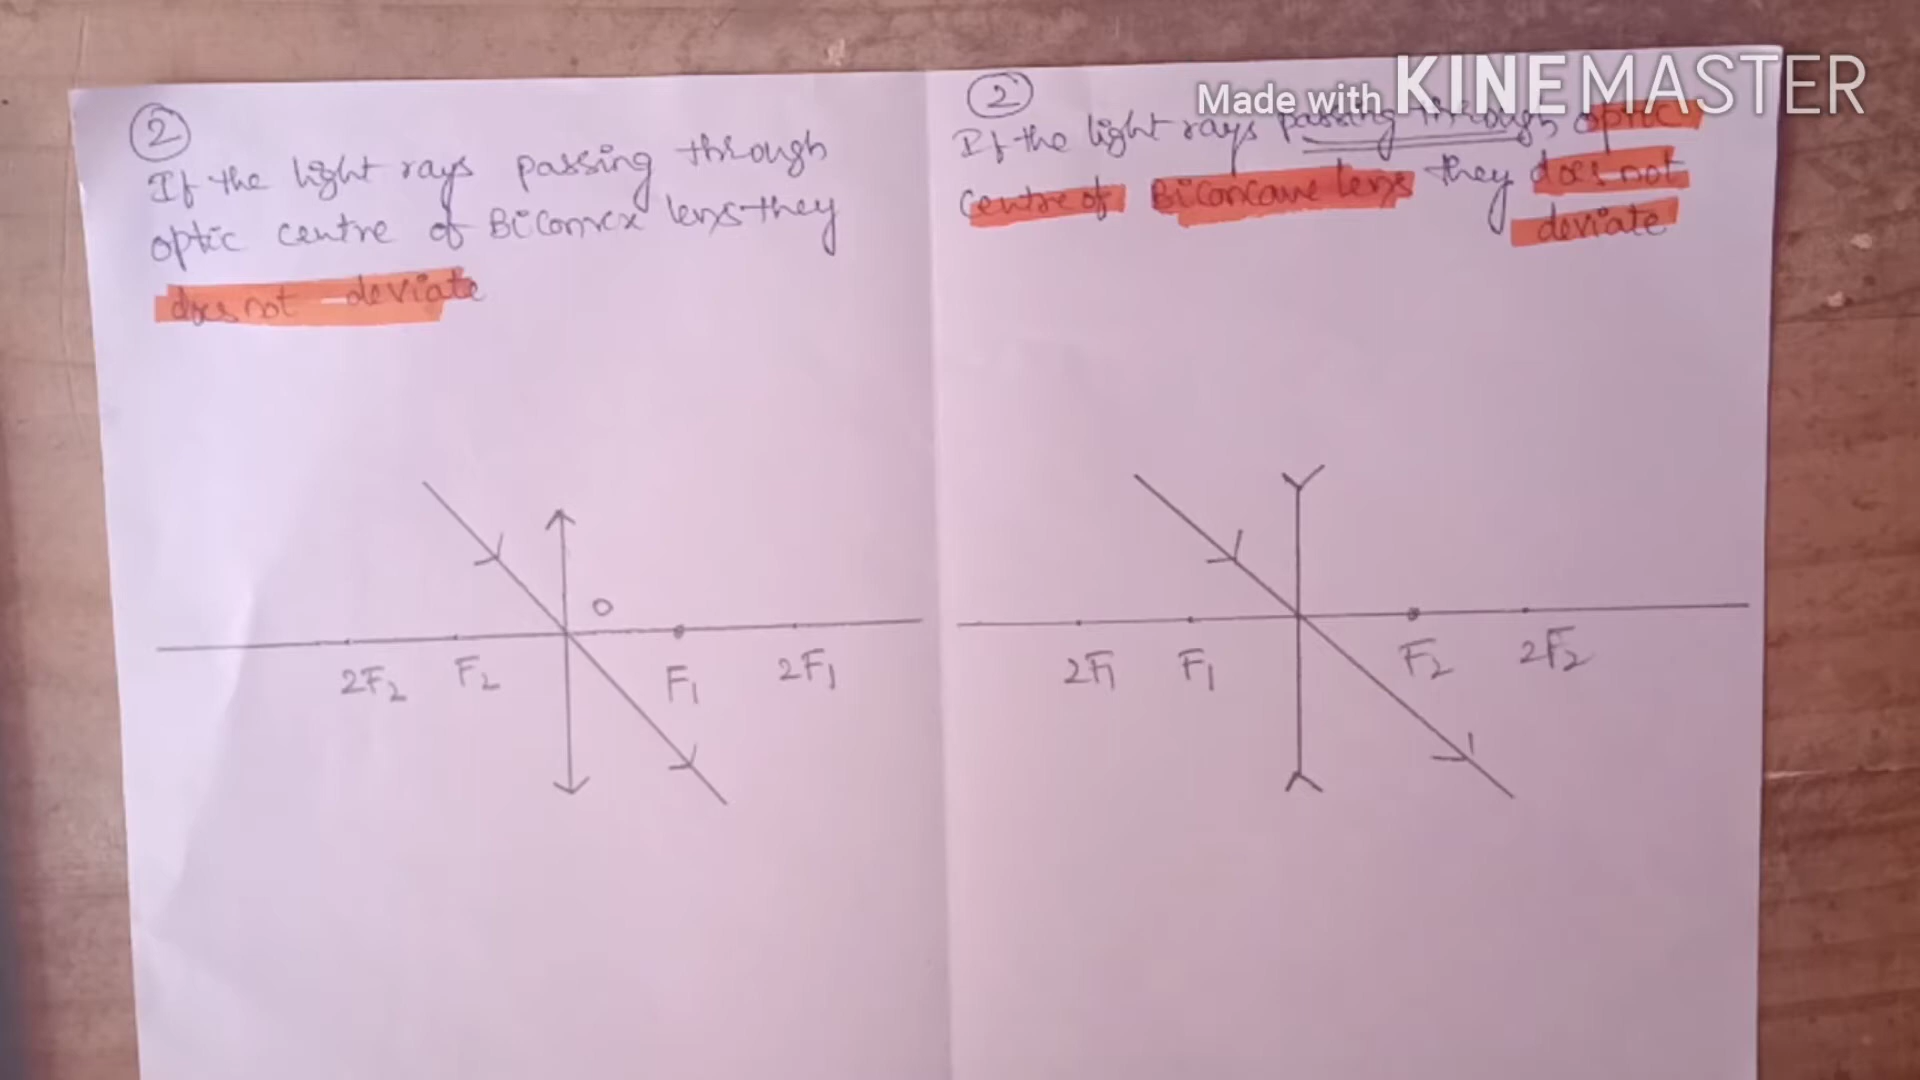 Made with KINEMASTER
2
If the light rays passing through
optic centre of Biconvex lens they
does not deviate
O
2F2 F2 F1 2F1
2
If the light rays passing through optic
centre of Biconcave lens they does not
deviate
2F1 F1 F2 2F2